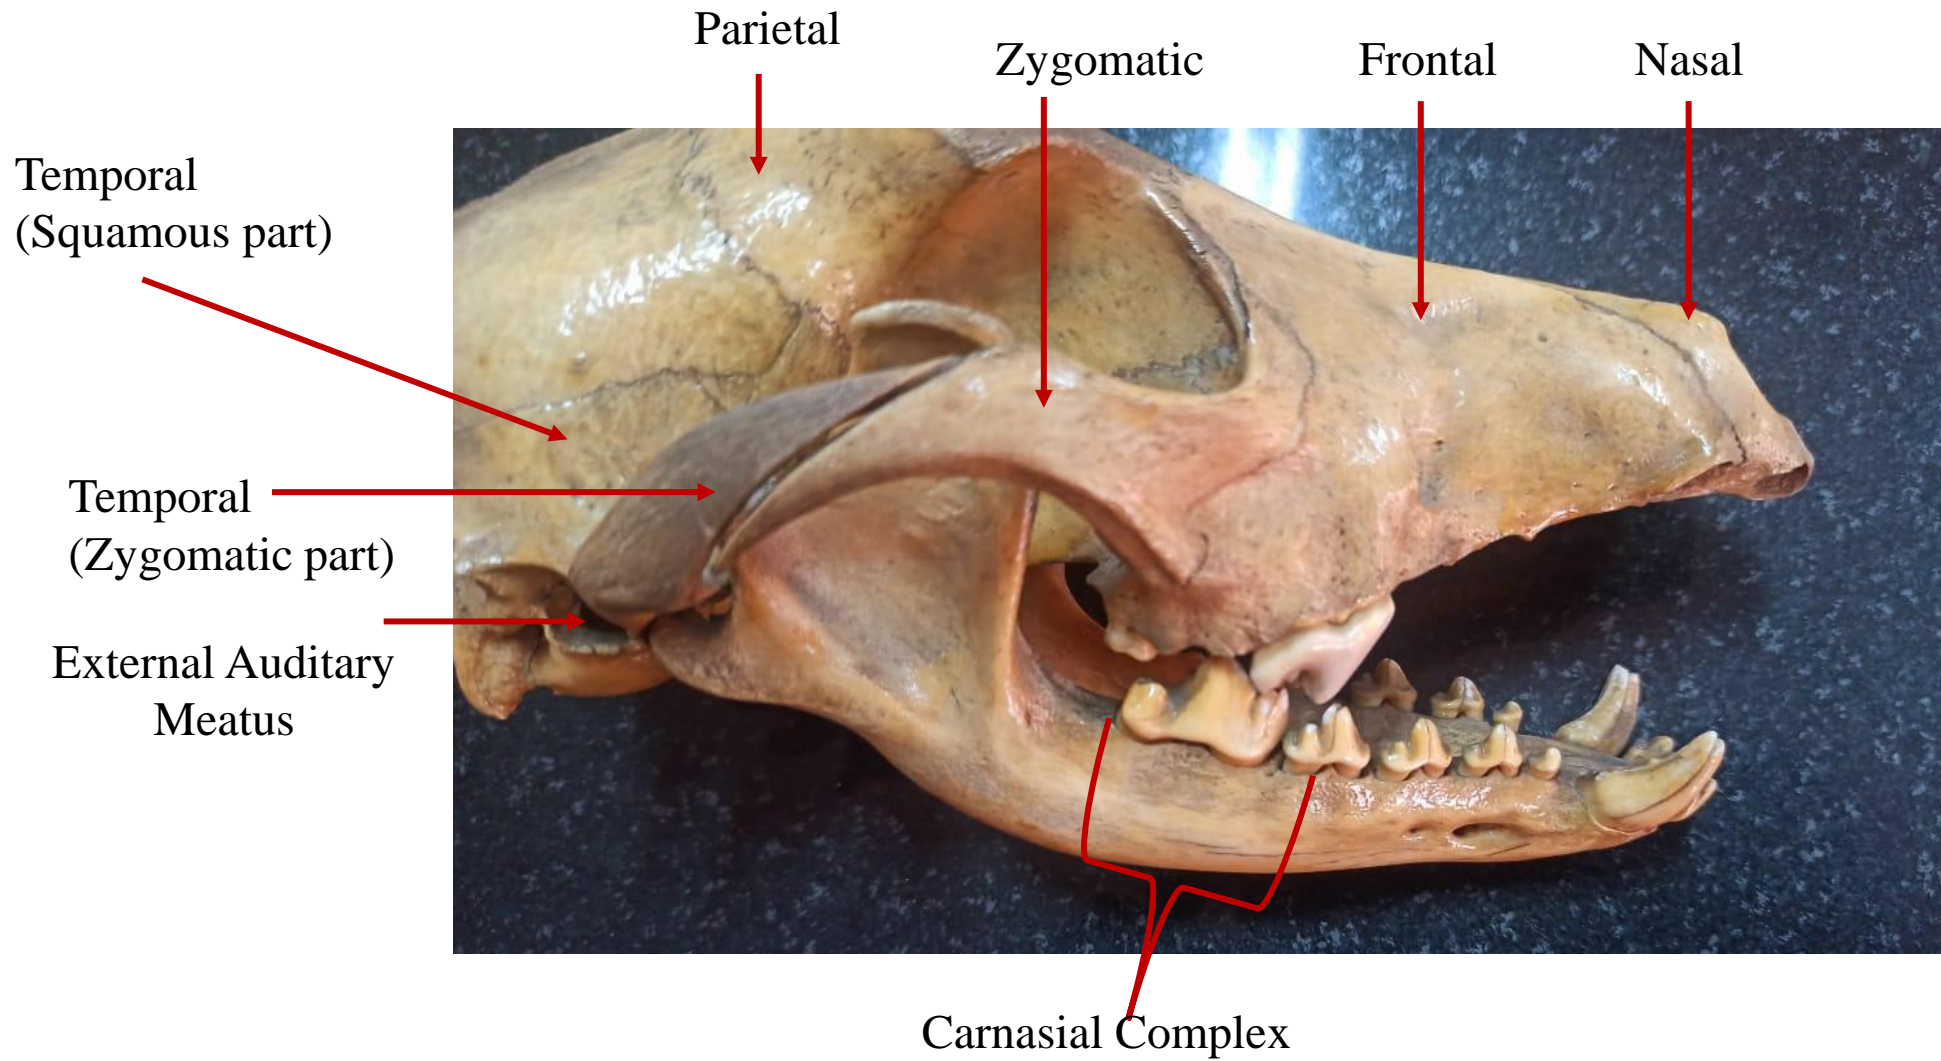 Parietal
Zygomatic
Frontal
Nasal
Temporal
(Squamous part)
Temporal
(Zygomatic part)
External Auditary
Meatus
Carnasial Complex